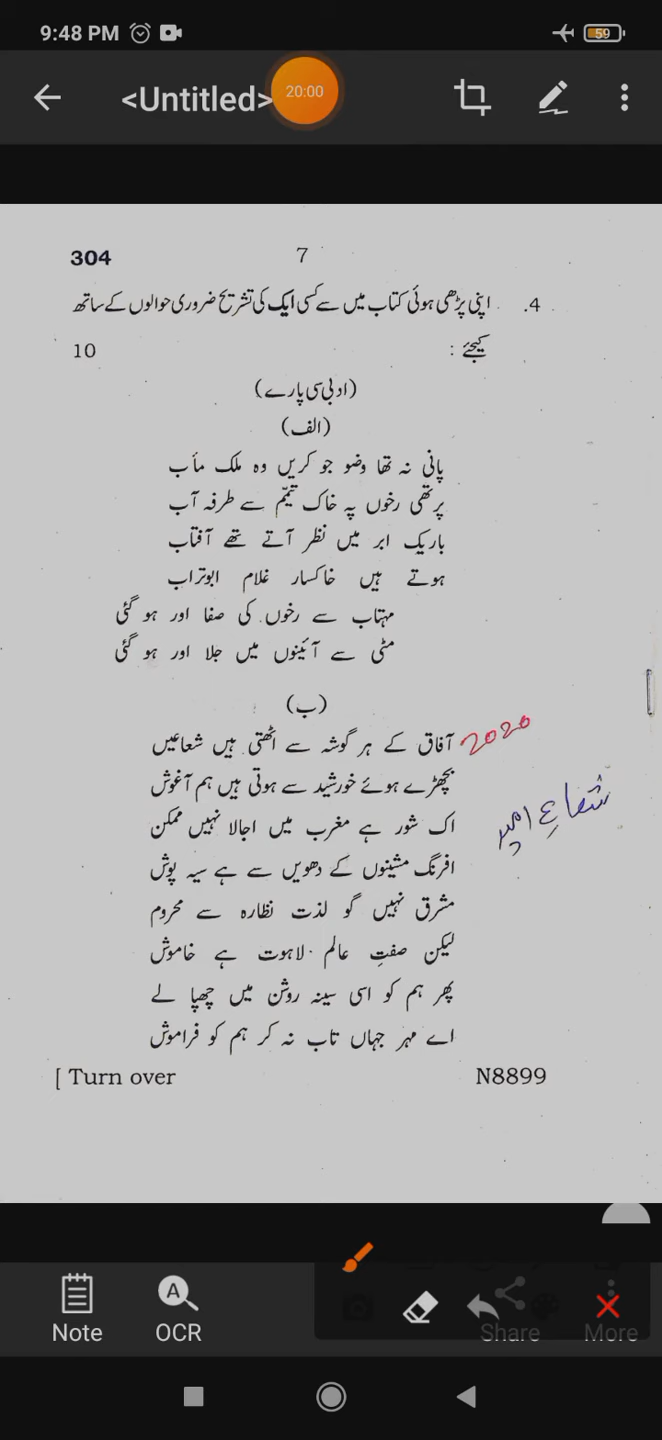 9:48 PM
59
<Untitled>
20:00
304
7
4. اپنی پڑھی ہوئی کتاب میں سے کسی ایک کی تشریح ضروری حوالوں کے ساتھ
کیجئے :
10
(ادبی سی پارے)
(الف)
پانی نہ تھا وضو جو کریں وہ ملک مآب
پر تھی رخوں پہ خاک تیمّم سے طرفہ آب
باریک ابر میں نظر آتے تھے آفتاب
ہوتے ہیں خاکسار غلام ابوتراب
مہتاب سے رخوں کی صفا اور ہو گئی
مٹی سے آئینوں میں جلا اور ہو گئی
(ب)
آفاق کے ہر گوشہ سے اٹھتی ہیں شعاعیں
2020
بچھڑے ہوئے خورشید سے ہوتی ہیں ہم آغوش
شعاعِ امید
اک شور ہے مغرب میں اجالا نہیں ممکن
افرنگ مشینوں کے دھویں سے ہے سیہ پوش
مشرق نہیں گو لذت نظارہ سے محروم
لیکن صفتِ عالم لاہوت ہے خاموش
پھر ہم کو اسی سینہ روشن میں چھپا لے
اے مہر جہاں تاب نہ کر ہم کو فراموش
[ Turn over
N8899
Note
OCR
Share
More